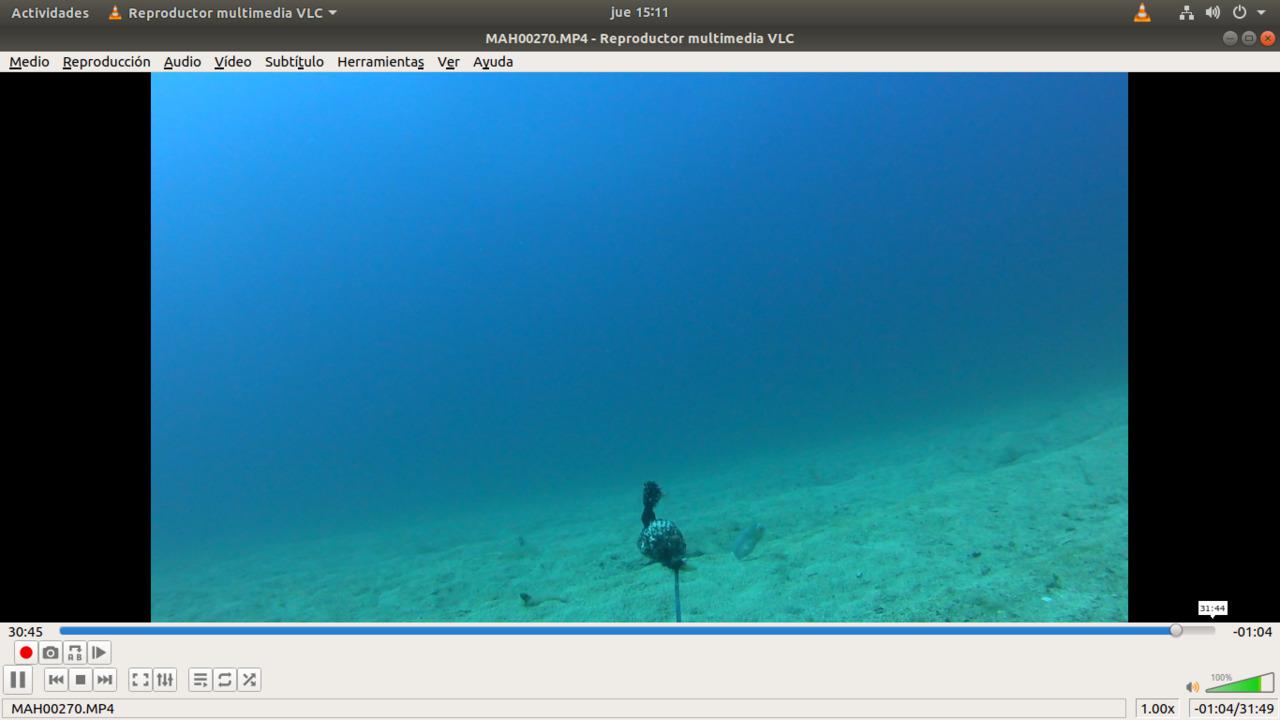 Actividades Reproductor multimedia VLC jue 15:11
MAH00270.MP4 - Reproductor multimedia VLC
Medio Reproducción Audio Vídeo Subtítulo Herramientas Ver Ayuda
31:44
30:45 -01:04
A B
100%
MAH00270.MP4 1.00x -01:04/31:49